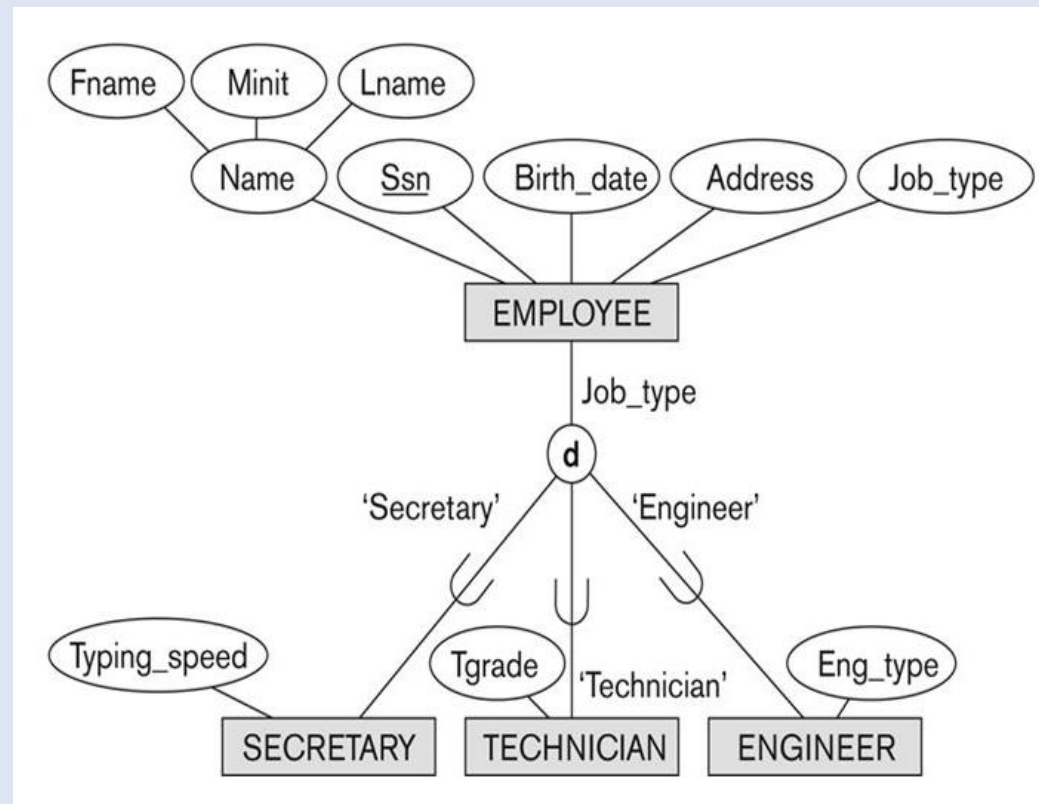 Fname Minit Lname
Name Ssn Birth_date Address Job_type
EMPLOYEE
Job_type
d
‘Secretary’ ‘Engineer’
Typing_speed Tgrade ‘Technician’ Eng_type
SECRETARY TECHNICIAN ENGINEER